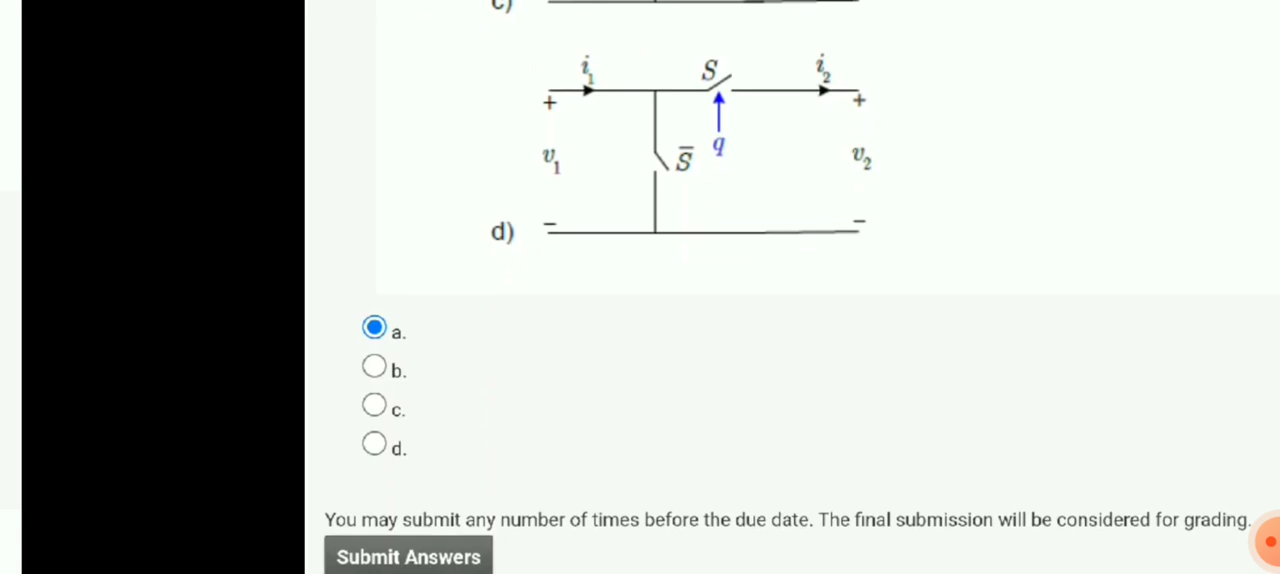 c)
i₁ S i₂
+ +
v₁ S̄ q v₂
d) − −
a.
b.
c.
d.
You may submit any number of times before the due date. The final submission will be considered for grading.
Submit Answers